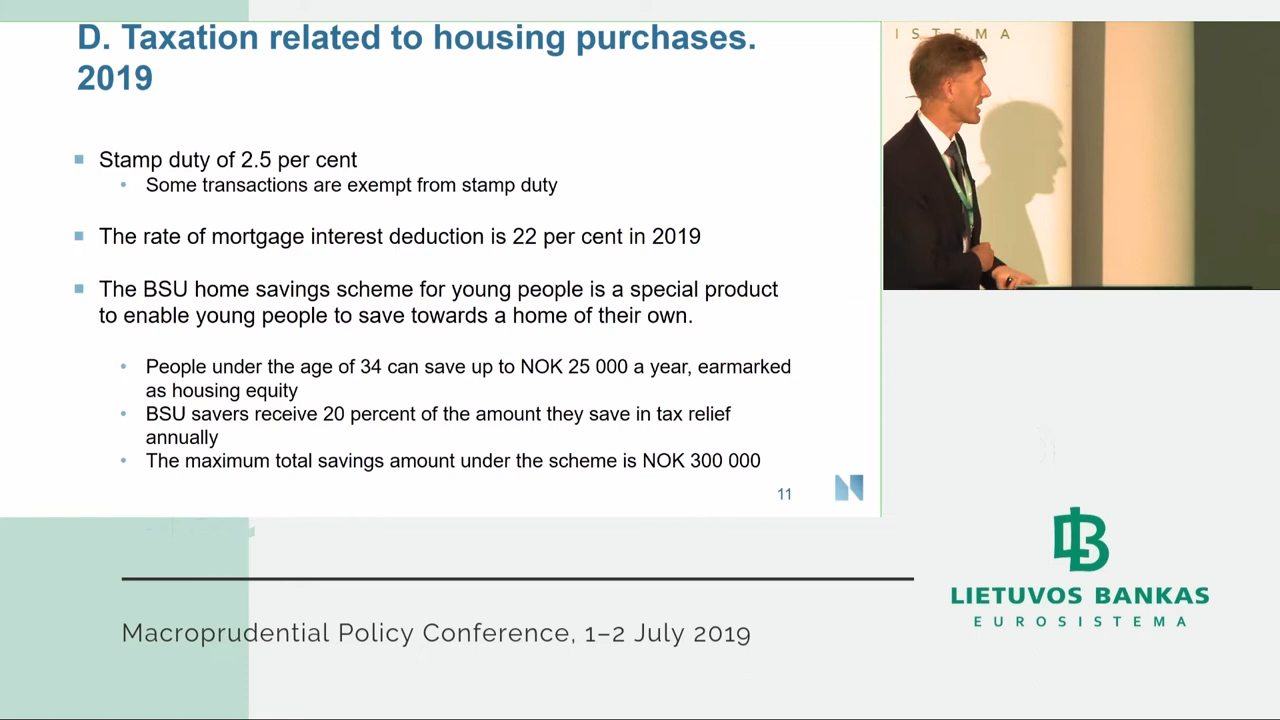 D. Taxation related to housing purchases.
2019
Stamp duty of 2.5 per cent
Some transactions are exempt from stamp duty
The rate of mortgage interest deduction is 22 per cent in 2019
The BSU home savings scheme for young people is a special product
to enable young people to save towards a home of their own.
People under the age of 34 can save up to NOK 25 000 a year, earmarked
as housing equity
BSU savers receive 20 percent of the amount they save in tax relief
annually
The maximum total savings amount under the scheme is NOK 300 000
11
ISTEMA
LIETUVOS BANKAS
EUROSISTEMA
Macroprudential Policy Conference, 1–2 July 2019